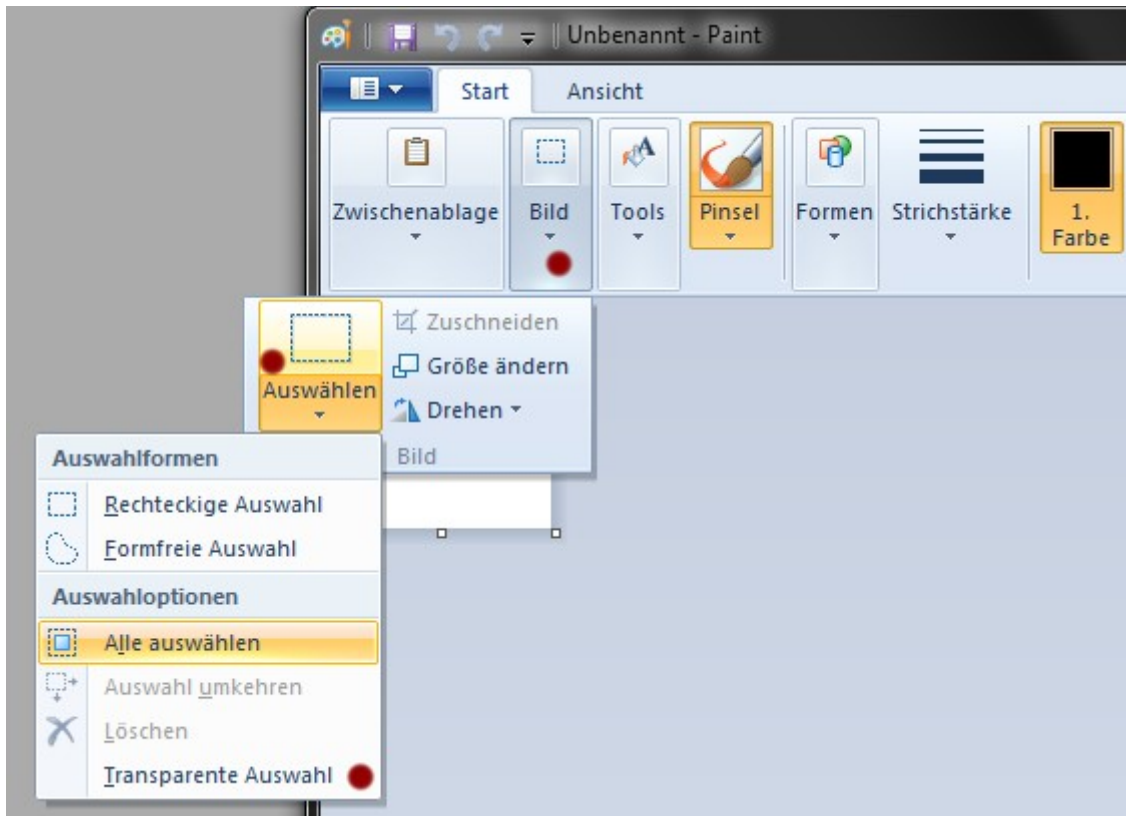 Unbenannt - Paint
Start Ansicht
Zwischenablage Bild Tools Pinsel Formen Strichstärke 1.
Farbe
Zuschneiden
Größe ändern
Auswählen
Drehen
Bild
Auswahlformen
Rechteckige Auswahl
Formfreie Auswahl
Auswahloptionen
Alle auswählen
Auswahl umkehren
Löschen
Transparente Auswahl